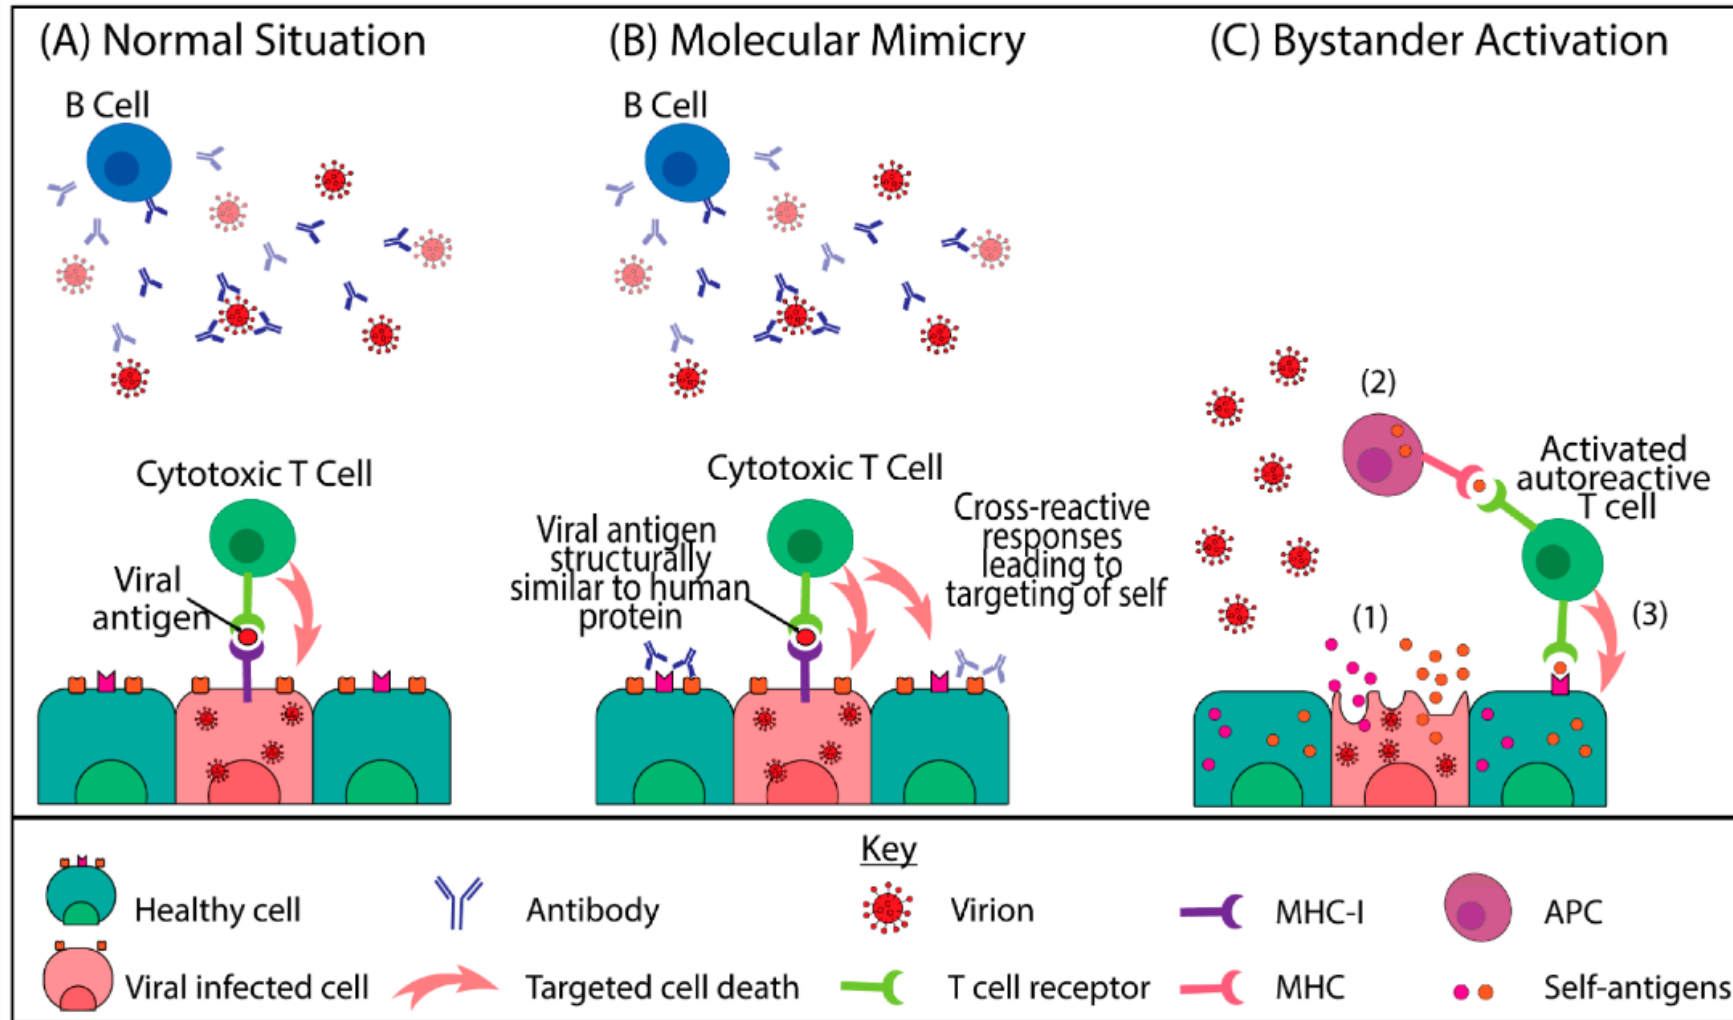 (A) Normal Situation
B Cell
Cytotoxic T Cell
Viral
antigen
(B) Molecular Mimicry
B Cell
Cytotoxic T Cell
Viral antigen
structurally
similar to human
protein
Cross-reactive
responses
leading to
targeting of self
(C) Bystander Activation
(2)
Activated
autoreactive
T cell
(1)
(3)
Key
Healthy cell
Antibody
Virion
MHC-I
APC
Viral infected cell
Targeted cell death
T cell receptor
MHC
Self-antigens